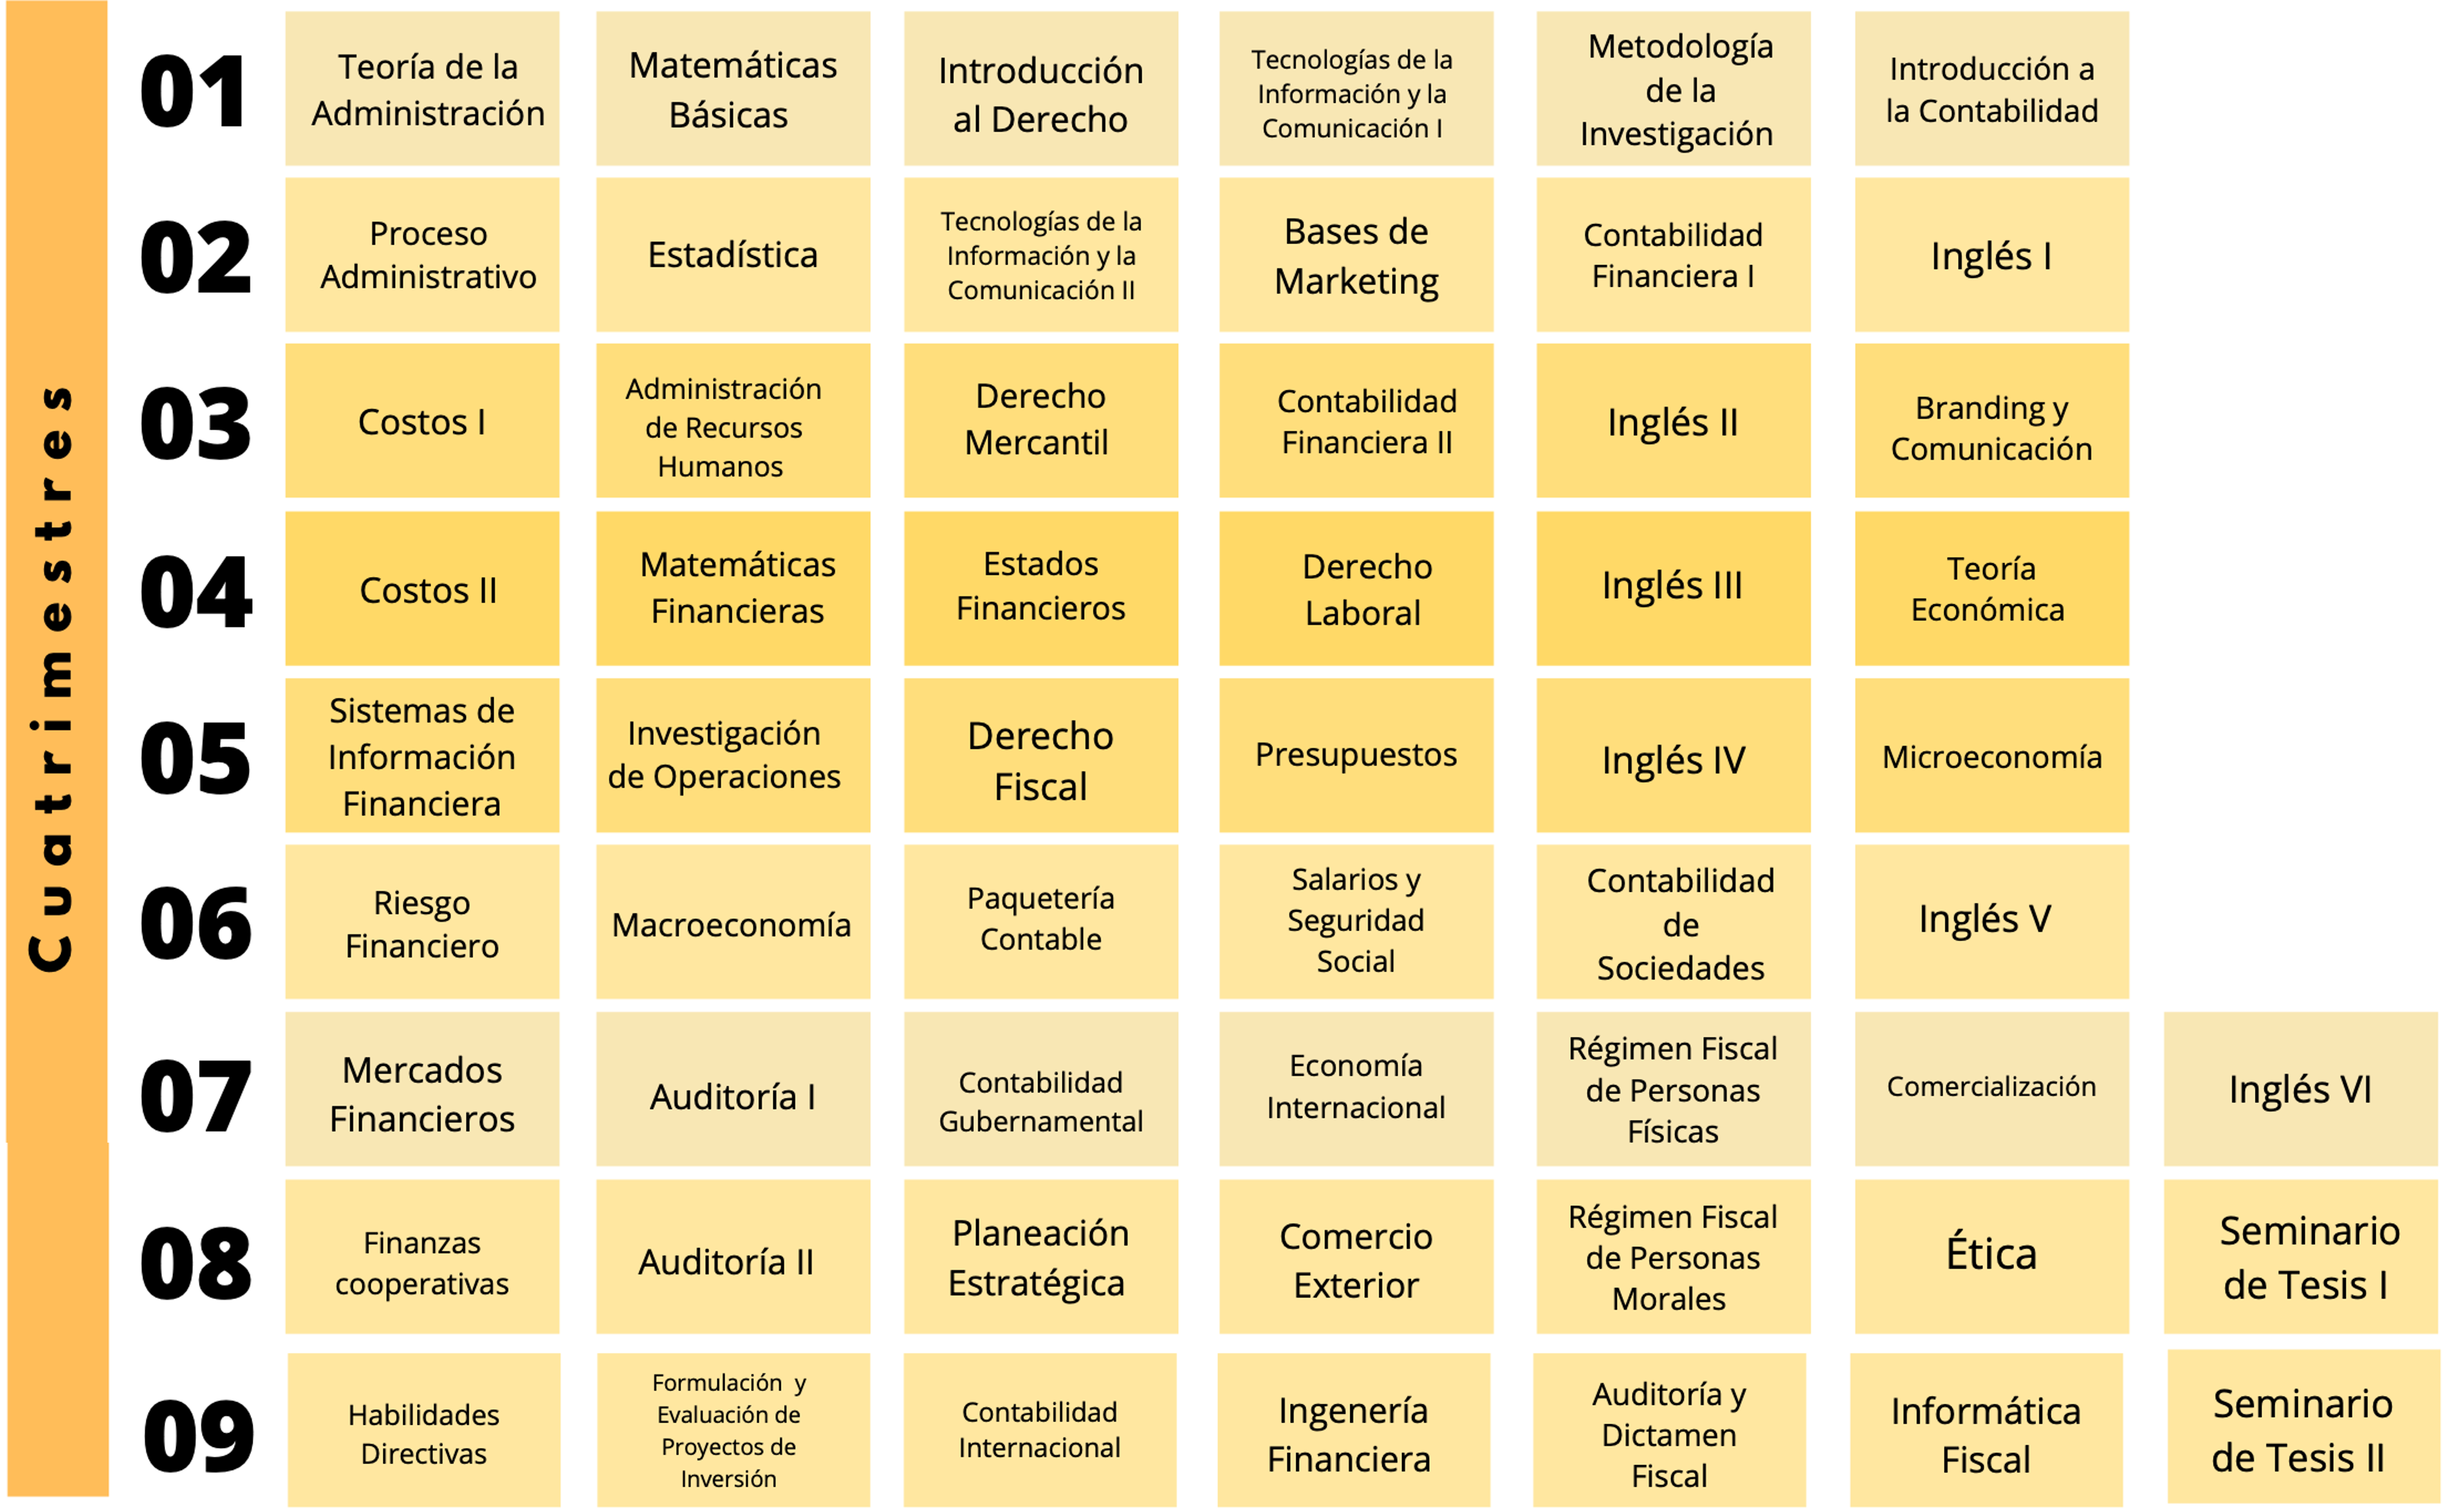 Cuatrimestres
01
Teoría de la
Administración
Matemáticas
Básicas
Introducción
al Derecho
Tecnologías de la
Información y la
Comunicación I
Metodología
de la
Investigación
Introducción a
la Contabilidad
02
Proceso
Administrativo
Estadística
Tecnologías de la
Información y la
Comunicación II
Bases de
Marketing
Contabilidad
Financiera I
Inglés I
03
Costos I
Administración
de Recursos
Humanos
Derecho
Mercantil
Contabilidad
Financiera II
Inglés II
Branding y
Comunicación
04
Costos II
Matemáticas
Financieras
Estados
Financieros
Derecho
Laboral
Inglés III
Teoría
Económica
05
Sistemas de
Información
Financiera
Investigación
de Operaciones
Derecho
Fiscal
Presupuestos
Inglés IV
Microeconomía
06
Riesgo
Financiero
Macroeconomía
Paquetería
Contable
Salarios y
Seguridad
Social
Contabilidad
de
Sociedades
Inglés V
07
Mercados
Financieros
Auditoría I
Contabilidad
Gubernamental
Economía
Internacional
Régimen Fiscal
de Personas
Físicas
Comercialización
Inglés VI
08
Finanzas
cooperativas
Auditoría II
Planeación
Estratégica
Comercio
Exterior
Régimen Fiscal
de Personas
Morales
Ética
Seminario
de Tesis I
09
Habilidades
Directivas
Formulación y
Evaluación de
Proyectos de
Inversión
Contabilidad
Internacional
Ingenería
Financiera
Auditoría y
Dictamen
Fiscal
Informática
Fiscal
Seminario
de Tesis II